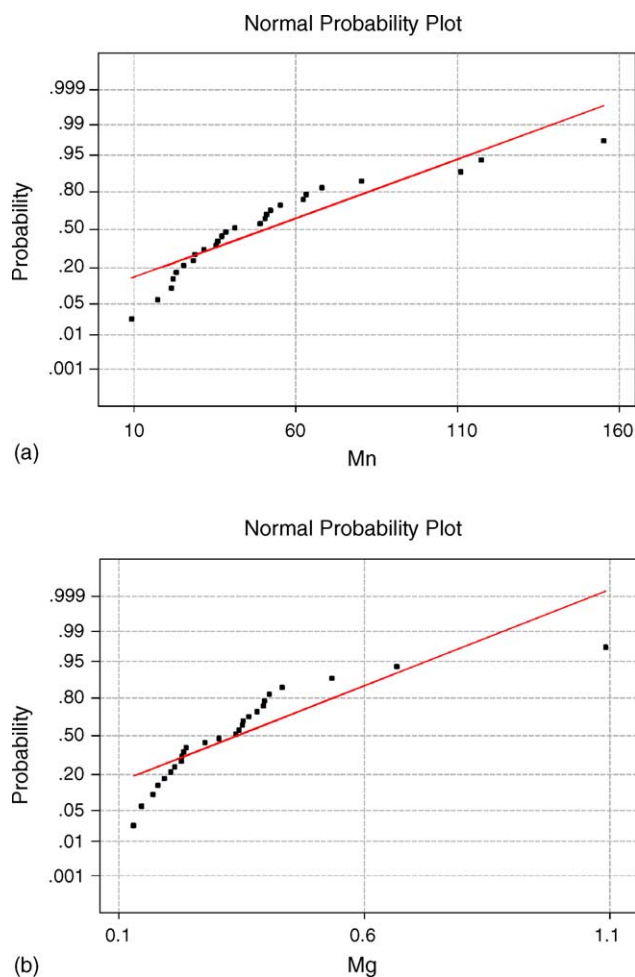 Normal Probability Plot
.999
.99
.95
.80
.50
.20
.05
.01
.001
Probability
10 60 110 160
(a) Mn
Normal Probability Plot
.999
.99
.95
.80
.50
.20
.05
.01
.001
Probability
0.1 0.6 1.1
(b) Mg